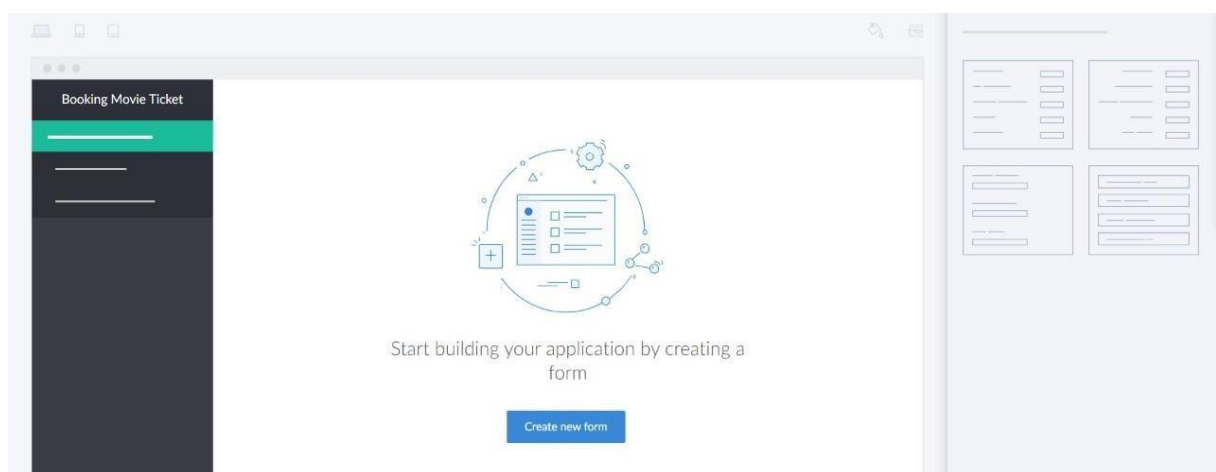 Booking Movie Ticket
Start building your application by creating a
form
Create new form